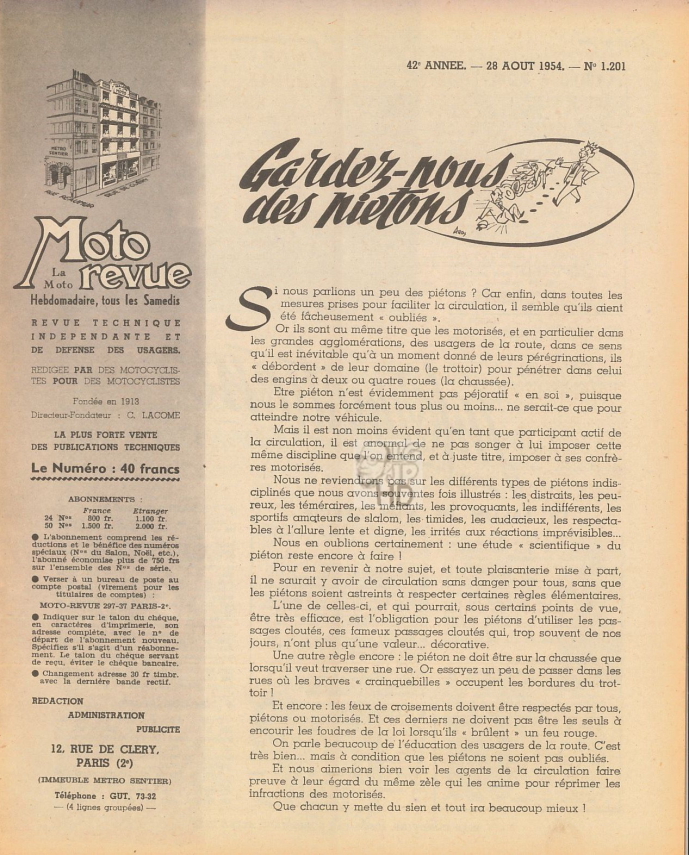 42e ANNEE. — 28 AOUT 1954. — No 1.201
METRO
SENTIER
RUE REAUMUR
RUE DE CLERY
Moto
La
Moto
revue
Hebdomadaire, tous les Samedis
REVUE TECHNIQUE
INDEPENDANTE ET
DE DEFENSE DES USAGERS.
REDIGEE PAR DES MOTOCYCLIS-
TES POUR DES MOTOCYCLISTES
Fondée en 1913
Directeur-Fondateur : C. LACOME
LA PLUS FORTE VENTE
DES PUBLICATIONS TECHNIQUES
Le Numéro : 40 francs
ABONNEMENTS :
France Etranger
24 Nos 800 fr. 1.100 fr.
50 Nos 1.500 fr. 2.000 fr.
● L'abonnement comprend les ré-
ductions et le bénéfice des numéros
spéciaux (Nos du Salon, Noël, etc.),
l'abonné économise plus de 750 frs
sur l'ensemble des Nos de série.
● Verser à un bureau de poste au
compte postal (virement pour les
titulaires de comptes) :
MOTO-REVUE 297-37 PARIS-2e.
● Indiquer sur le talon du chèque,
en caractères d'imprimerie, son
adresse complète, avec le no de
départ de l'abonnement nouveau.
Spécifiez s'il s'agit d'un réabonne-
ment. Le talon du chèque servant
de reçu, éviter le chèque bancaire.
● Changement adresse 30 fr timbr.
avec la dernière bande rectif.
REDACTION
ADMINISTRATION
PUBLICITE
12, RUE DE CLERY,
PARIS (2e)
(IMMEUBLE METRO SENTIER)
Téléphone : GUT. 73-32
— (4 lignes groupées) —
Gardez-nous
des piétons
Si nous parlions un peu des piétons ? Car enfin, dans toutes les
mesures prises pour faciliter la circulation, il semble qu'ils aient
été fâcheusement « oubliés ».
Or ils sont au même titre que les motorisés, et en particulier dans
les grandes agglomérations, des usagers de la route, dans ce sens
qu'il est inévitable qu'à un moment donné de leurs pérégrinations, ils
« débordent » de leur domaine (le trottoir) pour pénétrer dans celui
des engins à deux ou quatre roues (la chaussée).
Etre piéton n'est évidemment pas péjoratif « en soi », puisque
nous le sommes forcément tous plus ou moins... ne serait-ce que pour
atteindre notre véhicule.
Mais il est non moins évident qu'en tant que participant actif de
la circulation, il est anormal de ne pas songer à lui imposer cette
même discipline que l'on entend, et à juste titre, imposer à ses confrè-
res motorisés.
Nous ne reviendrons pas sur les différents types de piétons indis-
ciplinés que nous avons souventes fois illustrés : les distraits, les peu-
reux, les téméraires, les méfiants, les provoquants, les indifférents, les
sportifs amateurs de slalom, les timides, les audacieux, les respecta-
bles à l'allure lente et digne, les irrités aux réactions imprévisibles...
Nous en oublions certainement : une étude « scientifique » du
piéton reste encore à faire !
Pour en revenir à notre sujet, et toute plaisanterie mise à part,
il ne saurait y avoir de circulation sans danger pour tous, sans que
les piétons soient astreints à respecter certaines règles élémentaires.
L'une de celles-ci, et qui pourrait, sous certains points de vue,
être très efficace, est l'obligation pour les piétons d'utiliser les pas-
sages cloutés, ces fameux passages cloutés qui, trop souvent de nos
jours, n'ont plus qu'une valeur... décorative.
Une autre règle encore : le piéton ne doit être sur la chaussée que
lorsqu'il veut traverser une rue. Or essayez un peu de passer dans les
rues où les braves « crainquebilles » occupent les bordures du trot-
toir !
Et encore : les feux de croisements doivent être respectés par tous,
piétons ou motorisés. Et ces derniers ne doivent pas être les seuls à
encourir les foudres de la loi lorsqu'ils « brûlent » un feu rouge.
On parle beaucoup de l'éducation des usagers de la route. C'est
très bien... mais à condition que les piétons ne soient pas oubliés.
Et nous aimerions bien voir les agents de la circulation faire
preuve à leur égard du même zèle qui les anime pour réprimer les
infractions des motorisés.
Que chacun y mette du sien et tout ira beaucoup mieux !